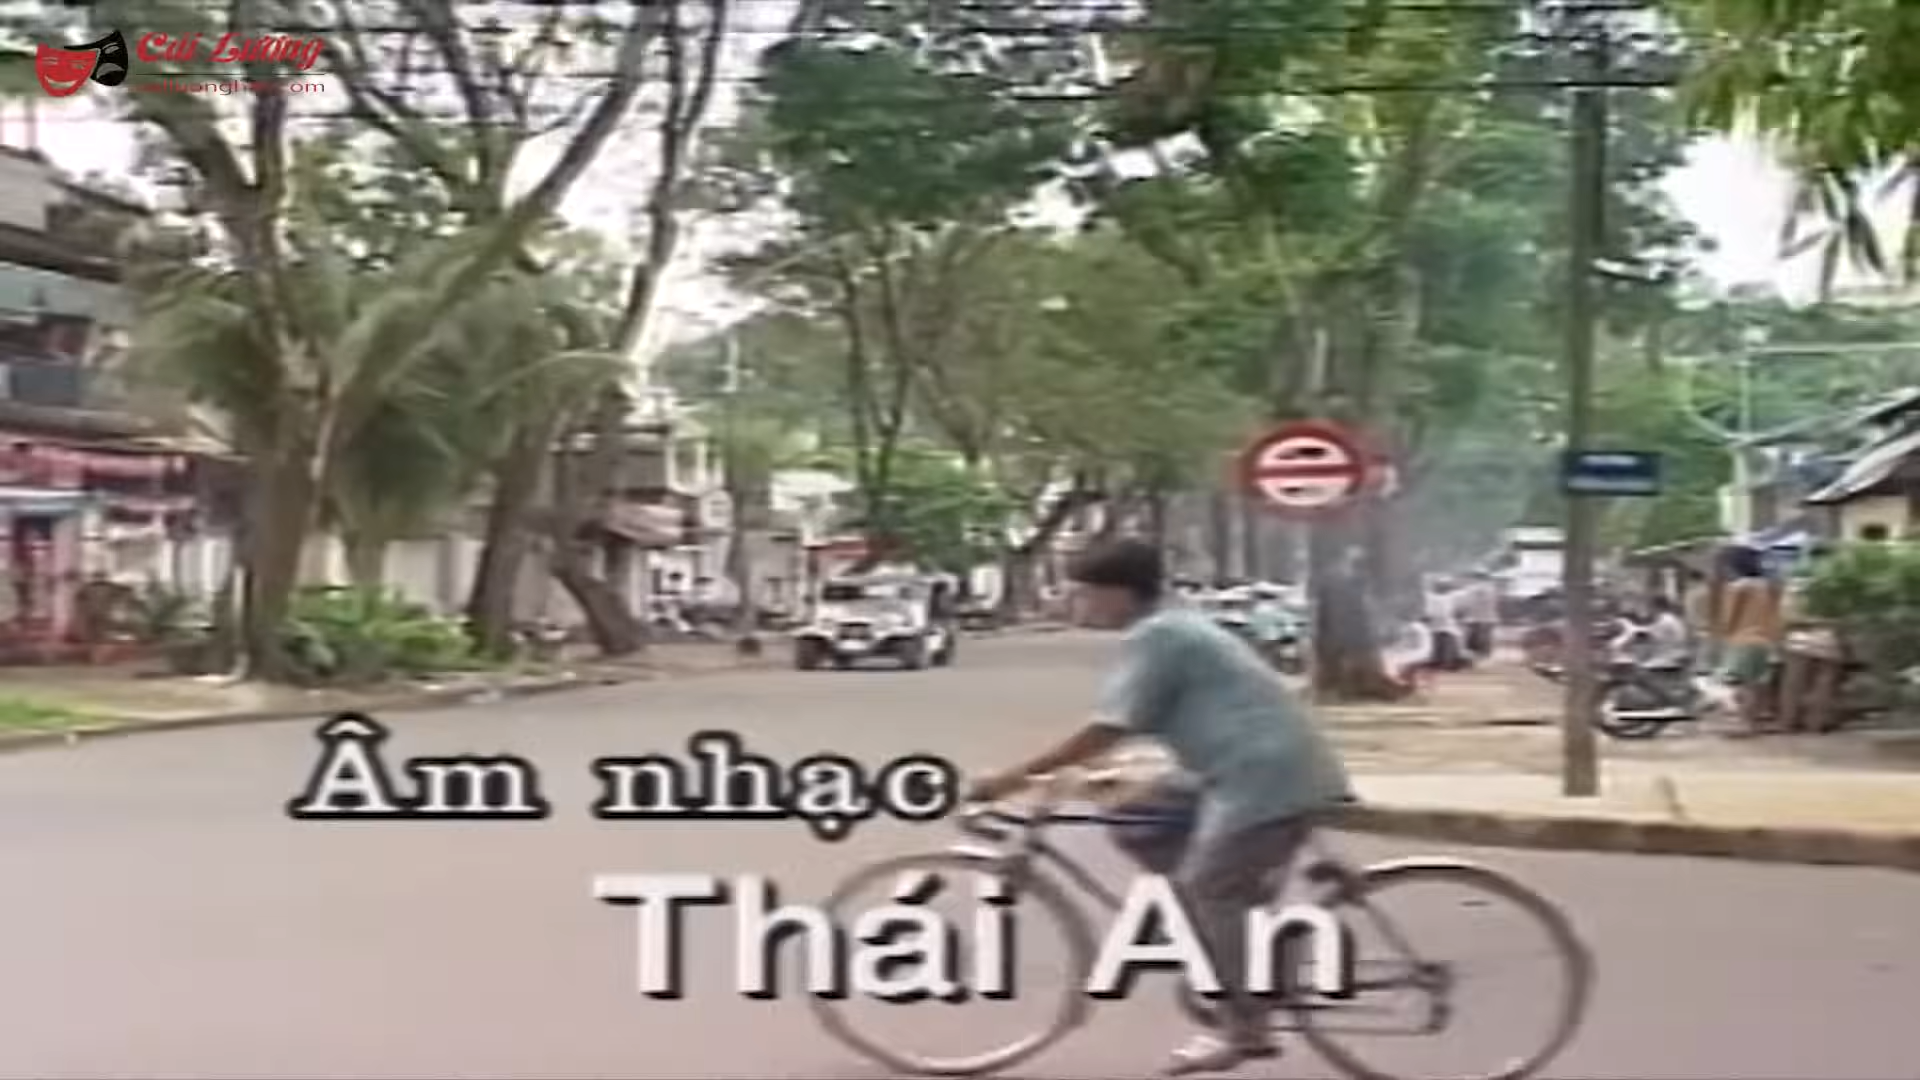 Cải Lương
Âm nhạc
Thái An